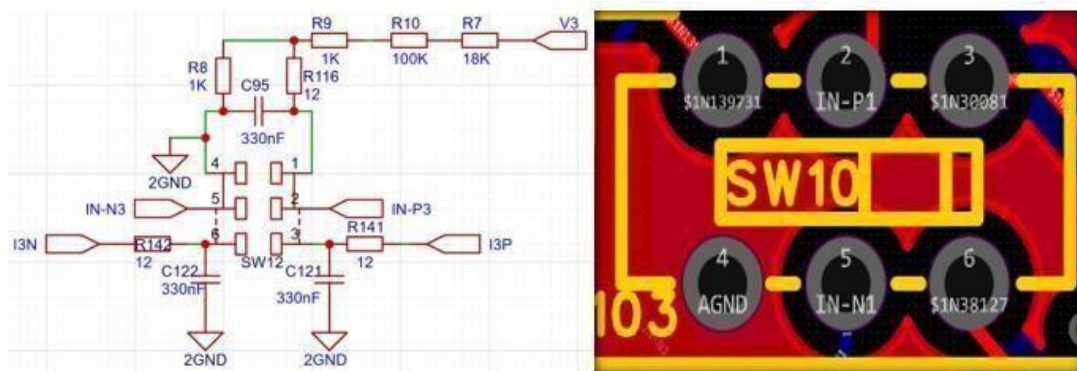 R9
R10
R7
V3
1K
100K
18K
R8
1K
C95
R116
12
330nF
2GND
4
1
IN-N3
5
2
IN-P3
I3N
R142
12
6
3
R141
12
I3P
SW12
C122
330nF
C121
330nF
2GND
2GND
1
2
3
$1N139731
IN-P1
$1N30081
SW10
4
5
6
AGND
IN-N1
$1N38127
103